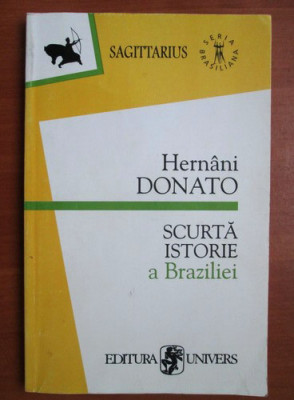 SAGITTARIUS
SERIA BRASILIANA
Hernâni
DONATO
SCURTĂ
ISTORIE
a Braziliei
EDITURA UNIVERS